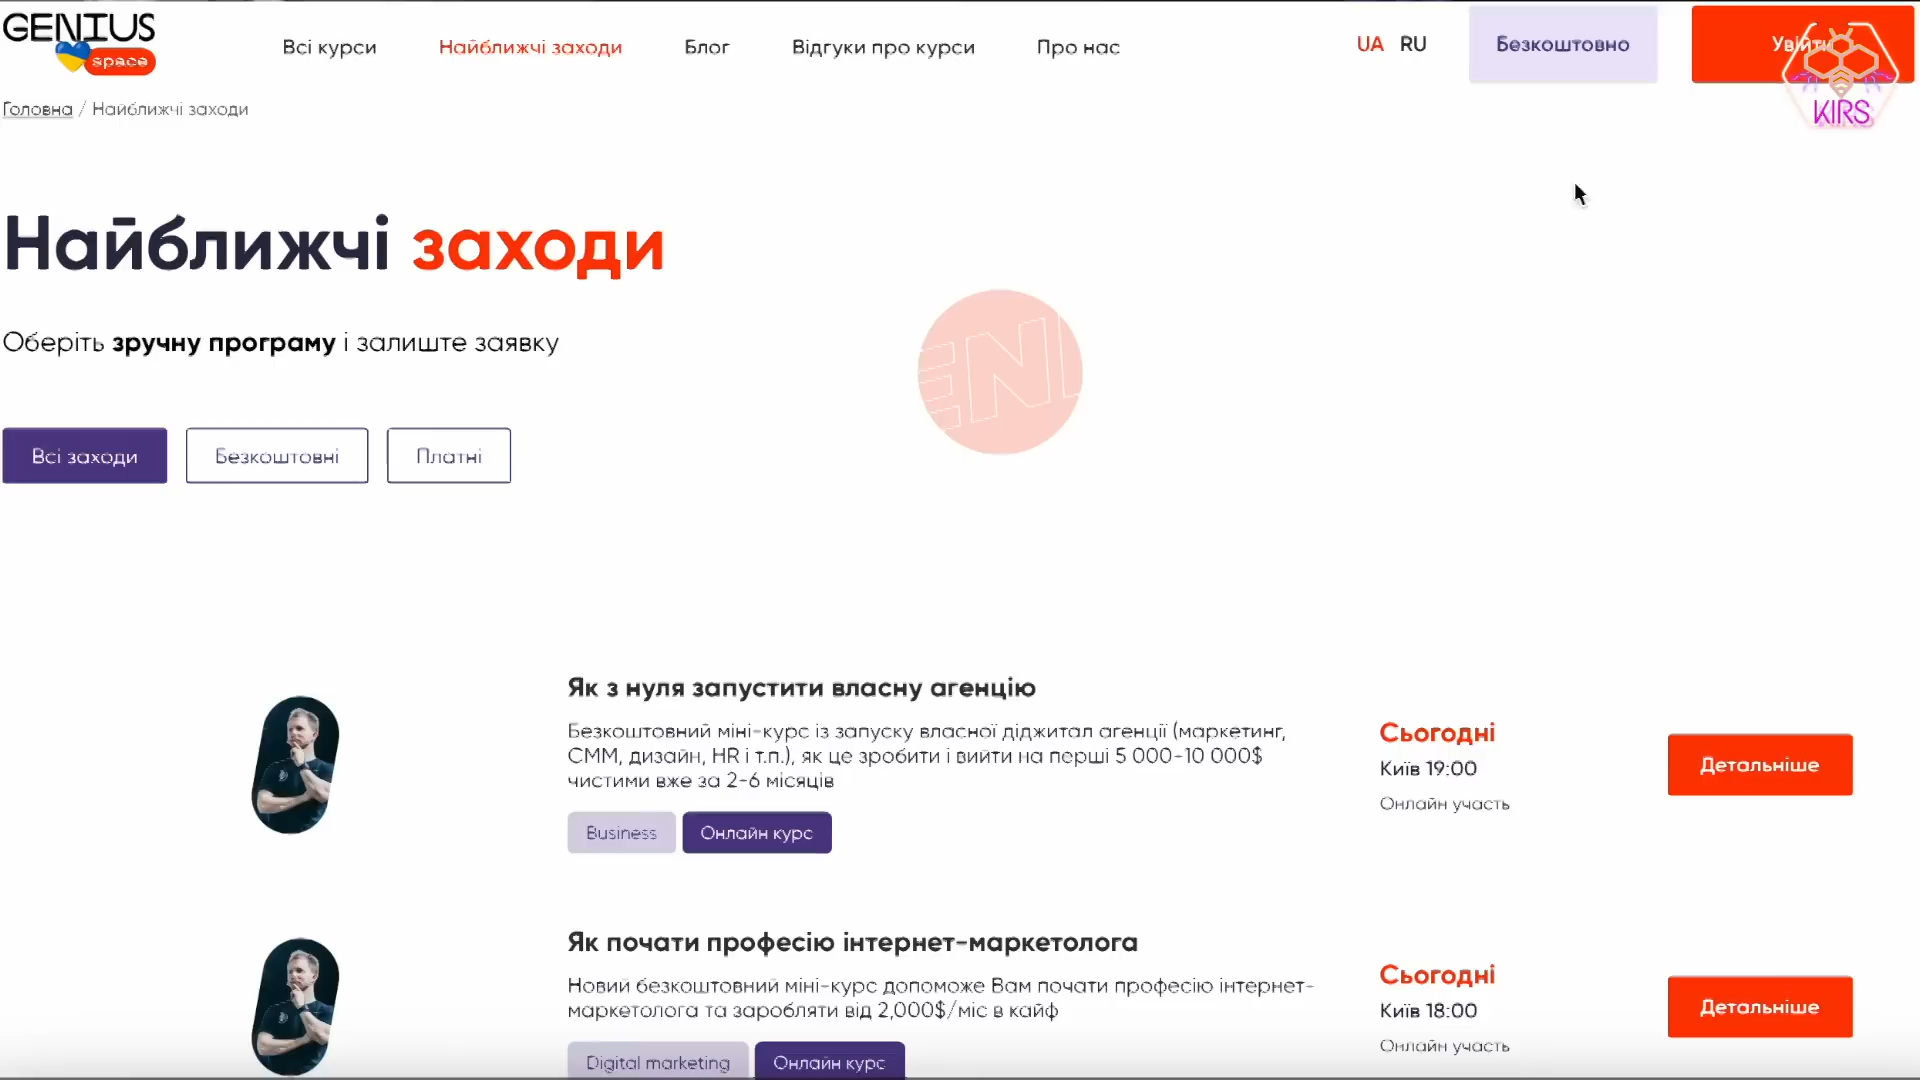 GENIUS
space
Всі курси
Найближчі заходи
Блог
Відгуки про курси
Про нас
UA RU
Безкоштовно
Увійти
KIRS
Головна / Найближчі заходи
Найближчі заходи
Оберіть зручну програму і залиште заявку
ENI
Всі заходи
Безкоштовні
Платні
Як з нуля запустити власну агенцію
Безкоштовний міні-курс із запуску власної діджитал агенції (маркетинг,
СММ, дизайн, HR і т.п.), як це зробити і вийти на перші 5 000-10 000$
чистими вже за 2-6 місяців
Business
Онлайн курс
Сьогодні
Київ 19:00
Онлайн участь
Детальніше
Як почати професію інтернет-маркетолога
Новий безкоштовний міні-курс допоможе Вам почати професію інтернет-
маркетолога та заробляти від 2,000$/міс в кайф
Digital marketing
Онлайн курс
Сьогодні
Київ 18:00
Онлайн участь
Детальніше